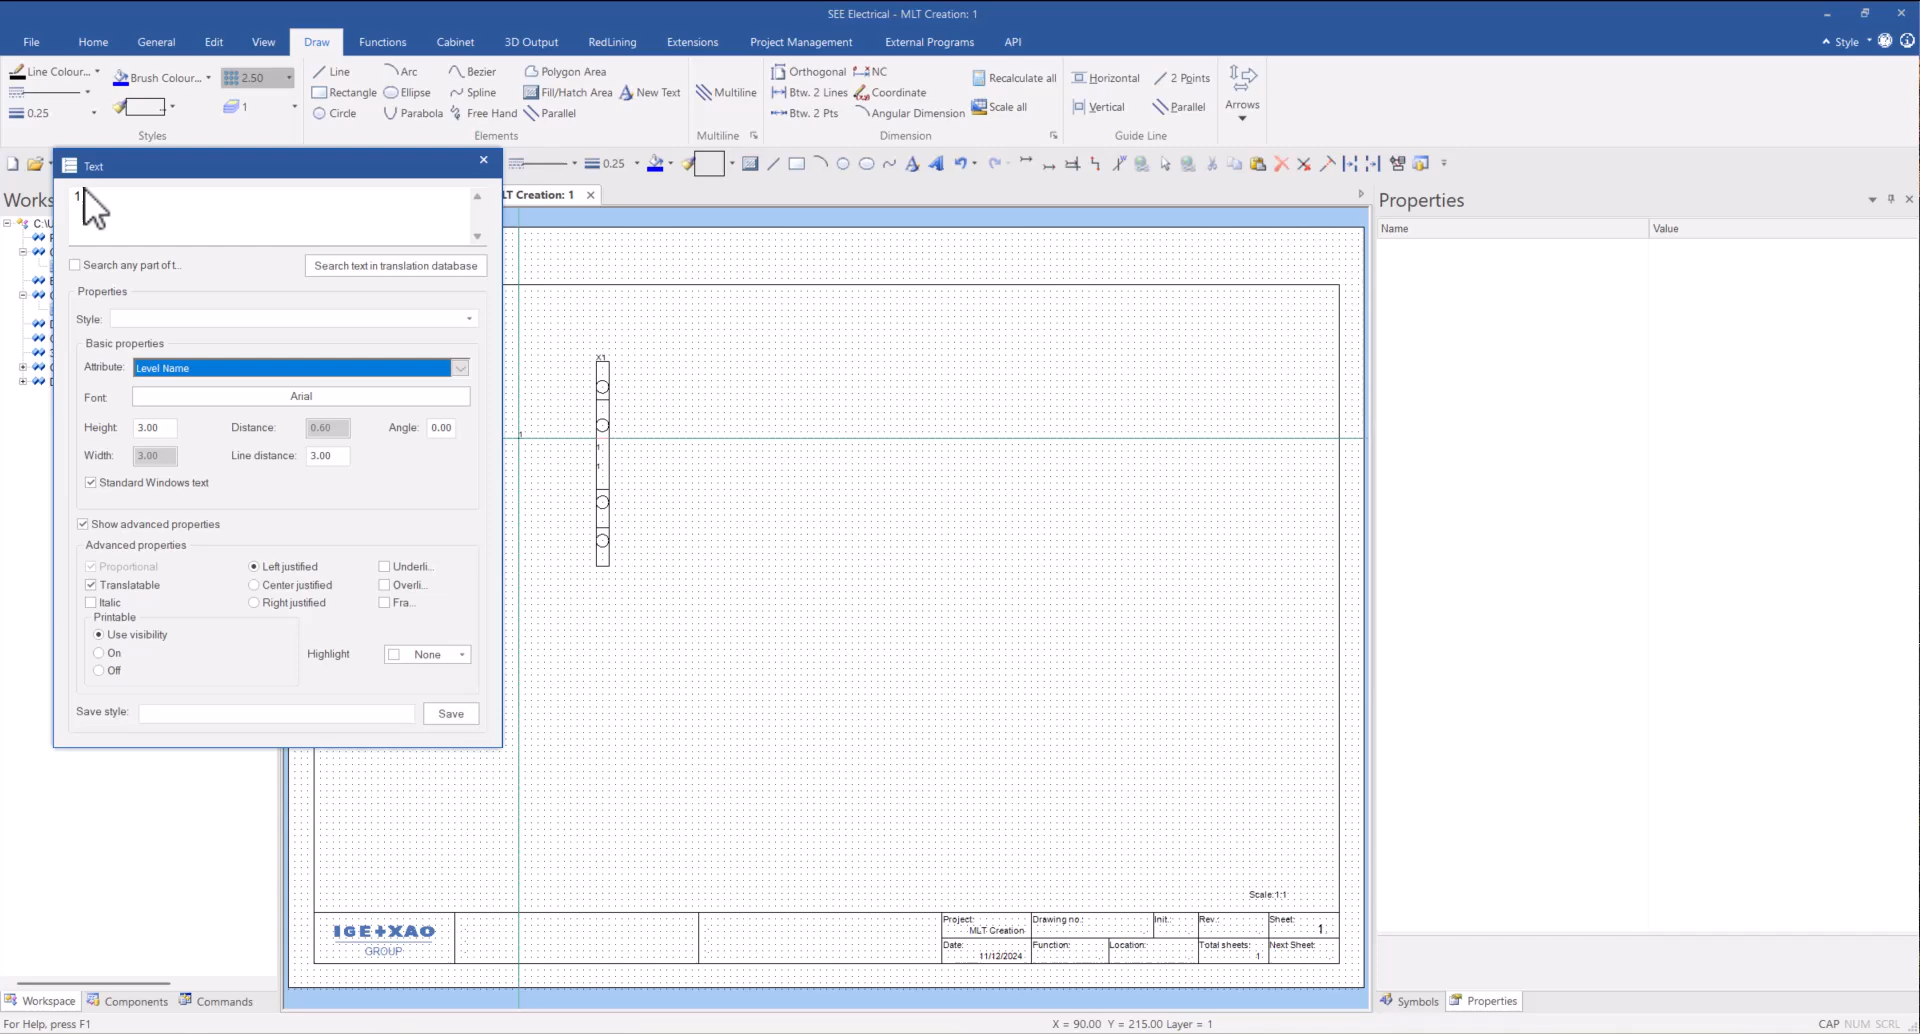 SEE Electrical - MLT Creation: 1
File Home General Edit View Draw Functions Cabinet 3D Output RedLining Extensions Project Management External Programs API Style
Line Colour... Brush Colour... 2.50
0.25 1
Styles
Line Arc Bezier Polygon Area
Rectangle Ellipse Spline Fill/Hatch Area New Text
Circle Parabola Free Hand Parallel
Elements
Multiline
Multiline
Orthogonal NC
Btw. 2 Lines Coordinate
Btw. 2 Pts Angular Dimension
Recalculate all
Scale all
Dimension
Horizontal 2 Points
Vertical Parallel
Guide Line
Arrows
0.25
Text
1
Search any part of t... Search text in translation database
Properties
Style:
Basic properties
Attribute: Level Name
Font: Arial
Height: 3.00 Distance: 0.60 Angle: 0.00
Width: 3.00 Line distance: 3.00
Standard Windows text
Show advanced properties
Advanced properties
Proportional Left justified Underli...
Translatable Center justified Overli...
Italic Right justified Fra...
Printable
Use visibility
On
Off
Highlight None
Save style: Save
Works
C:\U
LT Creation: 1
X1
1
1
1
Scale:1:1
IGE+XAO
GROUP
Project: Drawing no.: Init.: Rev.: Sheet:
MLT Creation 1
Date: Function: Location: Total sheets: Next Sheet:
11/12/2024 1
Properties
Name Value
Workspace Components Commands
Symbols Properties
For Help, press F1
X = 90.00 Y = 215.00 Layer = 1
CAP NUM SCRL